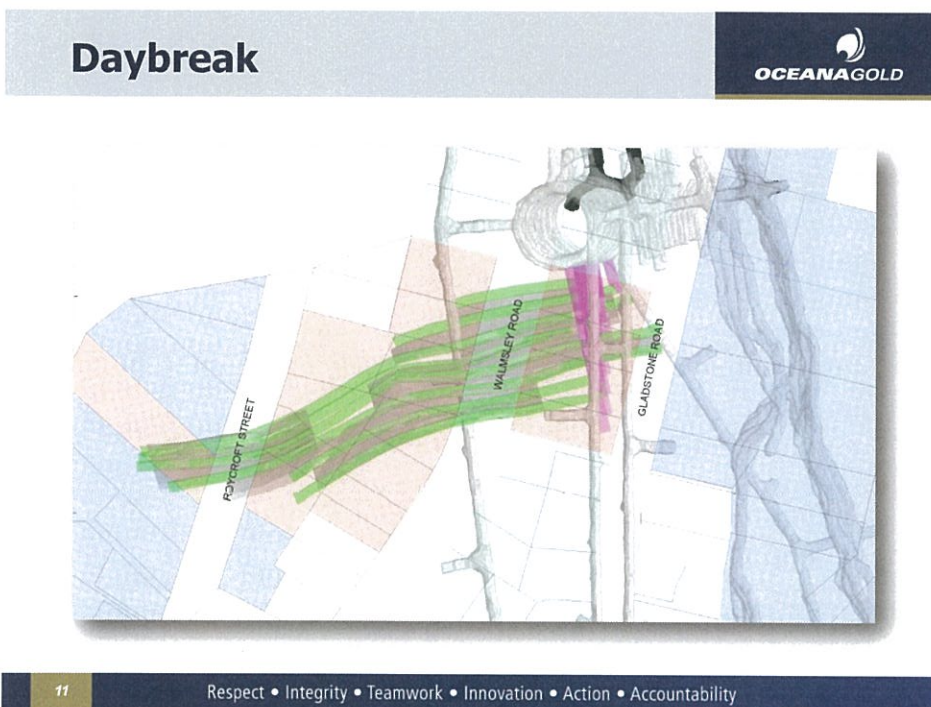 Daybreak
OCEANAGOLD
WALMSLEY ROAD
GLADSTONE ROAD
ROYCROFT STREET
11
Respect • Integrity • Teamwork • Innovation • Action • Accountability